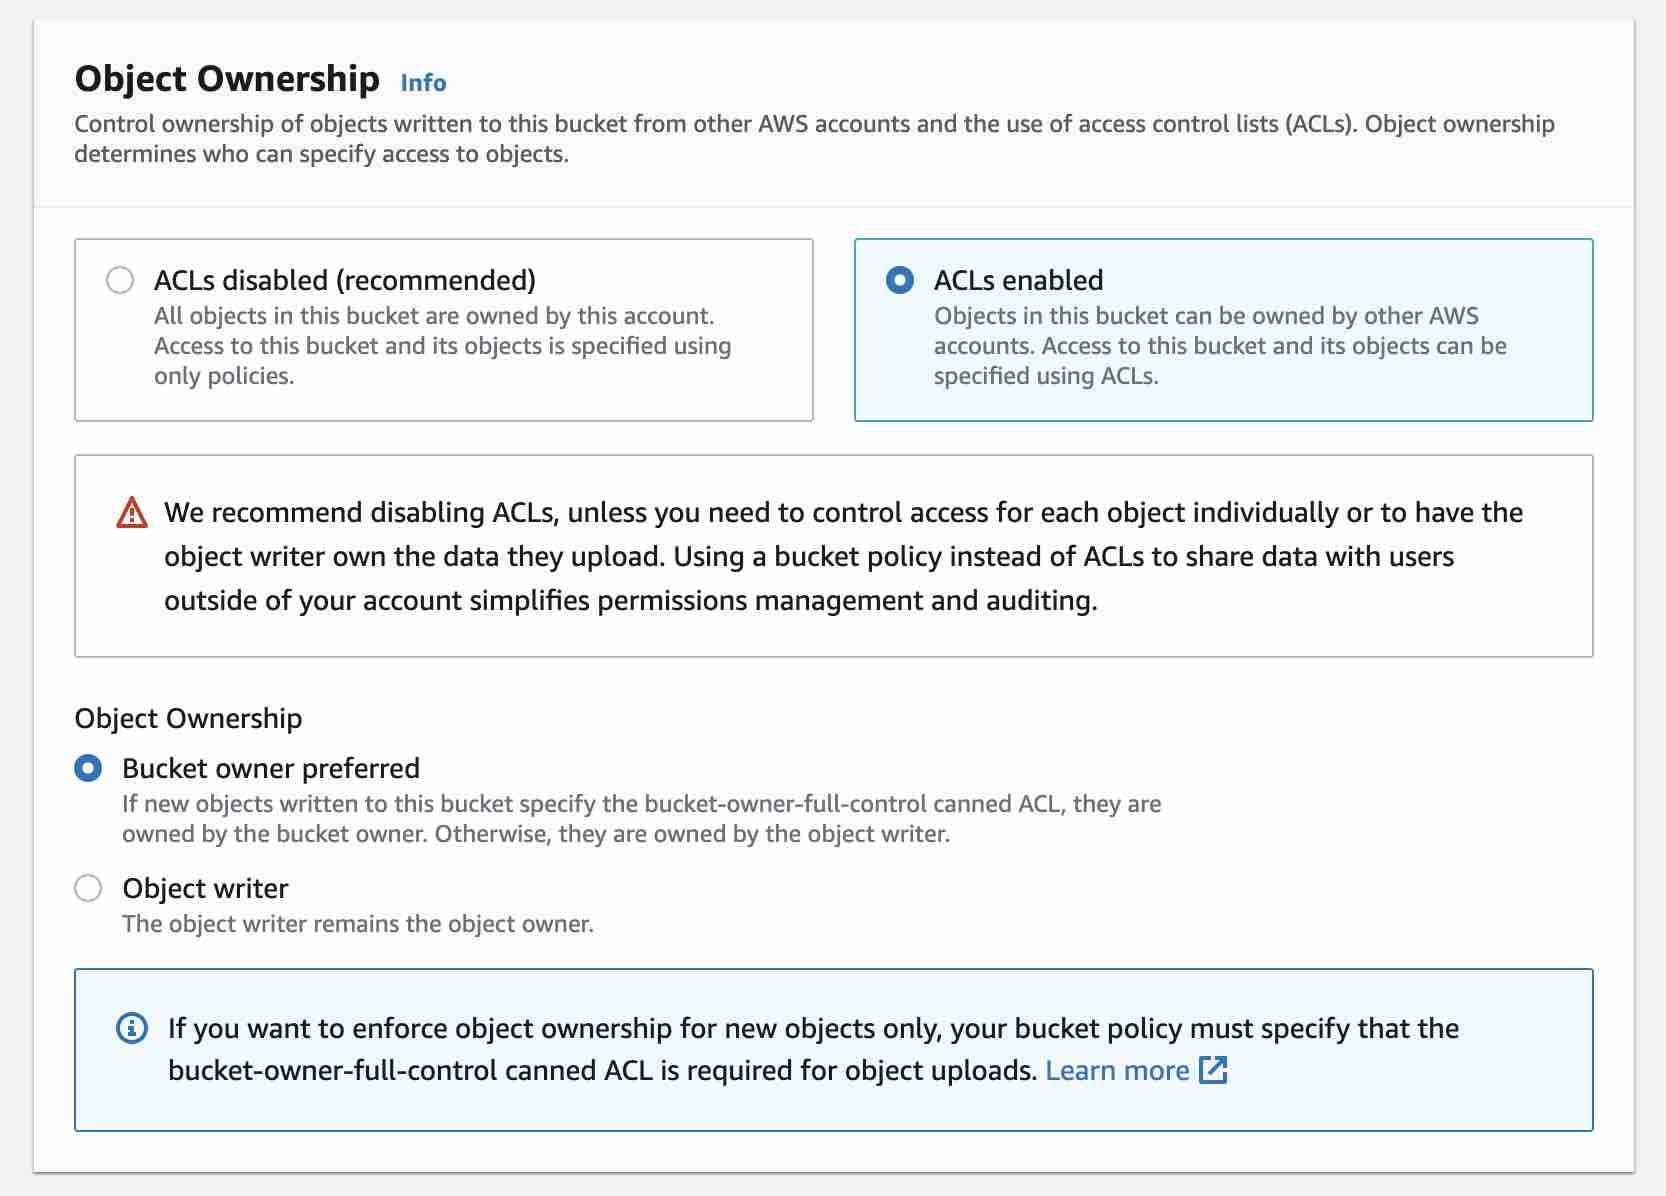 Object Ownership Info
Control ownership of objects written to this bucket from other AWS accounts and the use of access control lists (ACLs). Object ownership
determines who can specify access to objects.
ACLs disabled (recommended)
All objects in this bucket are owned by this account.
Access to this bucket and its objects is specified using
only policies.
ACLs enabled
Objects in this bucket can be owned by other AWS
accounts. Access to this bucket and its objects can be
specified using ACLs.
We recommend disabling ACLs, unless you need to control access for each object individually or to have the
object writer own the data they upload. Using a bucket policy instead of ACLs to share data with users
outside of your account simplifies permissions management and auditing.
Object Ownership
Bucket owner preferred
If new objects written to this bucket specify the bucket-owner-full-control canned ACL, they are
owned by the bucket owner. Otherwise, they are owned by the object writer.
Object writer
The object writer remains the object owner.
If you want to enforce object ownership for new objects only, your bucket policy must specify that the
bucket-owner-full-control canned ACL is required for object uploads. Learn more